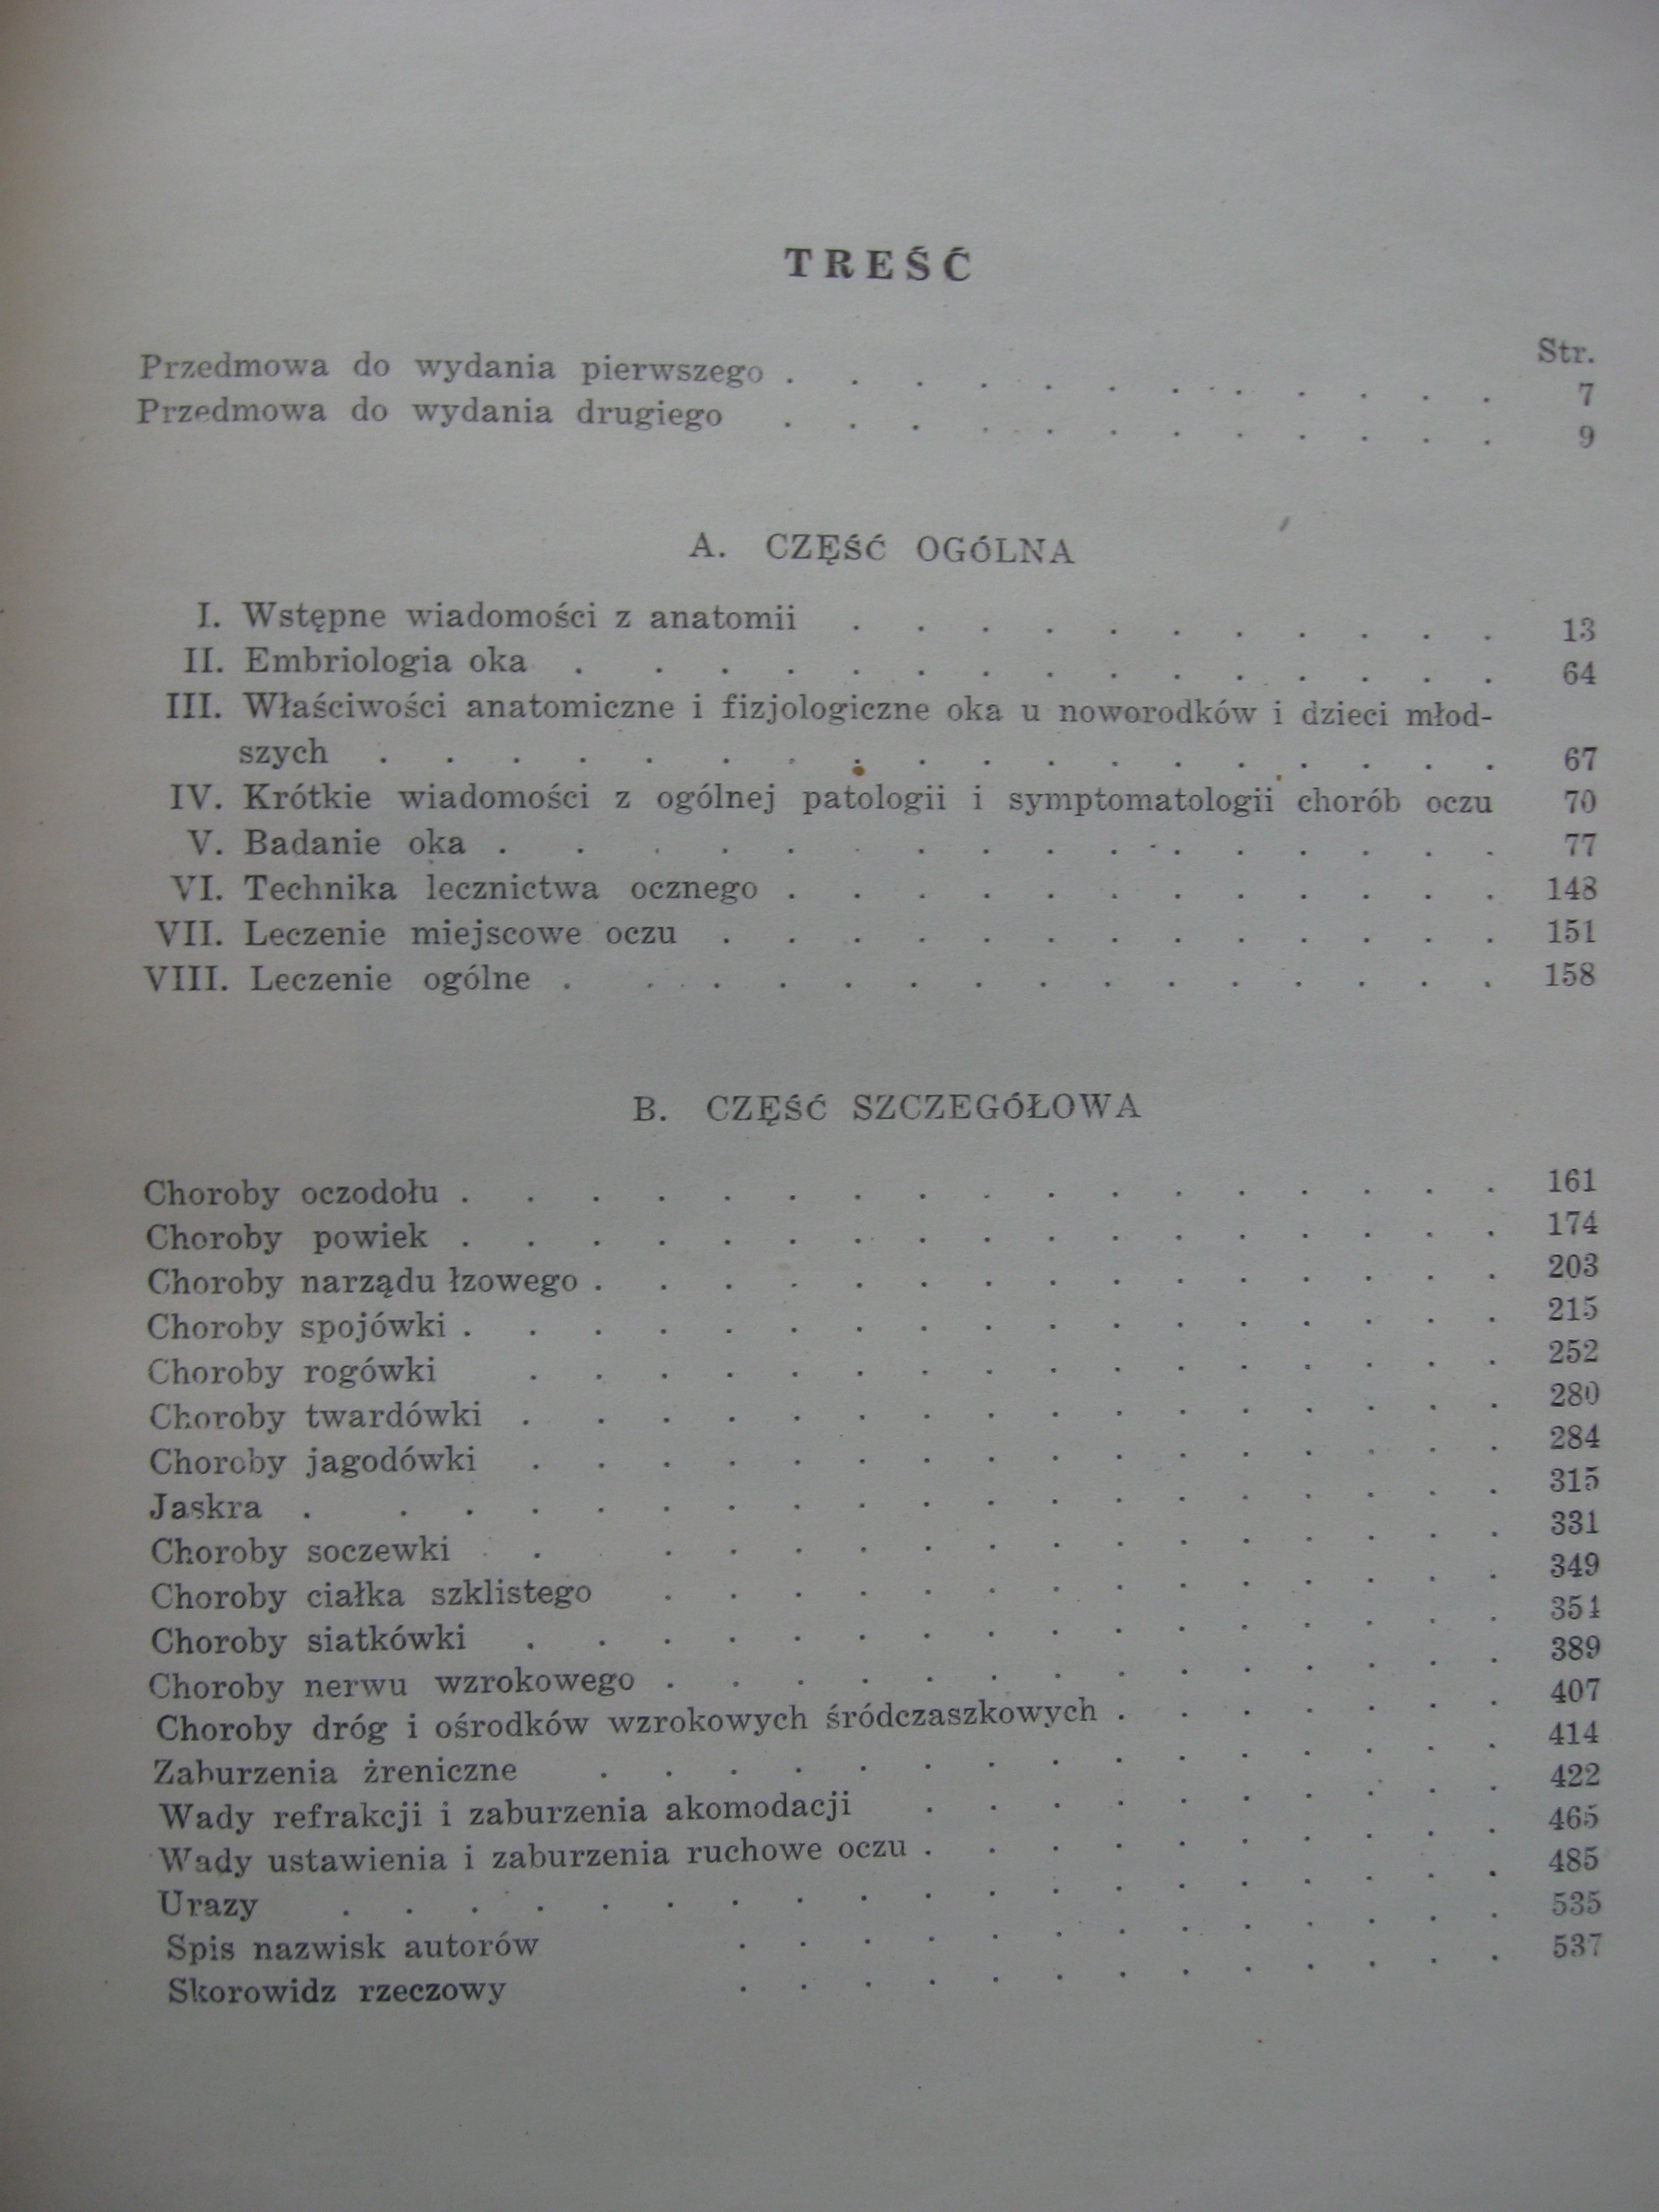 TREŚĆ
Str.
Przedmowa do wydania pierwszego . . . . . . . . . . . . 7
Przedmowa do wydania drugiego . . . . . . . . . . . . 9
A. CZĘŚĆ OGÓLNA
I. Wstępne wiadomości z anatomii . . . . . . . . . . . 13
II. Embriologia oka . . . . . . . . . . . . . . . 64
III. Właściwości anatomiczne i fizjologiczne oka u noworodków i dzieci młod-
szych . . . . . . . . . . . . . . . . . . 67
IV. Krótkie wiadomości z ogólnej patologii i symptomatologii chorób oczu 70
V. Badanie oka . . . . . . . . . . . . . . . . 77
VI. Technika lecznictwa ocznego . . . . . . . . . . . . 148
VII. Leczenie miejscowe oczu . . . . . . . . . . . . . 151
VIII. Leczenie ogólne . . . . . . . . . . . . . . . 158
B. CZĘŚĆ SZCZEGÓŁOWA
Choroby oczodołu . . . . . . . . . . . . . . . . . 161
Choroby powiek . . . . . . . . . . . . . . . . . 174
Choroby narządu łzowego . . . . . . . . . . . . . . . 203
Choroby spojówki . . . . . . . . . . . . . . . . . 215
Choroby rogówki . . . . . . . . . . . . . . . . 252
Choroby twardówki . . . . . . . . . . . . . . . . 280
Choroby jagodówki . . . . . . . . . . . . . . . . 284
Jaskra . . . . . . . . . . . . . . . . . . . 315
Choroby soczewki . . . . . . . . . . . . . . . 331
Choroby ciałka szklistego . . . . . . . . . . . . . . 349
Choroby siatkówki . . . . . . . . . . . . . . . . 351
Choroby nerwu wzrokowego . . . . . . . . . . . . . . 389
Choroby dróg i ośrodków wzrokowych śródczaszkowych . . . . . . . 407
Zaburzenia źreniczne . . . . . . . . . . . . . . . 414
Wady refrakcji i zaburzenia akomodacji . . . . . . . . . . 422
Wady ustawienia i zaburzenia ruchowe oczu . . . . . . . . . . 465
Urazy . . . . . . . . . . . . . . . . . . . 485
Spis nazwisk autorów . . . . . . . . . . . . . 535
Skorowidz rzeczowy . . . . . . . . . . . . . 537